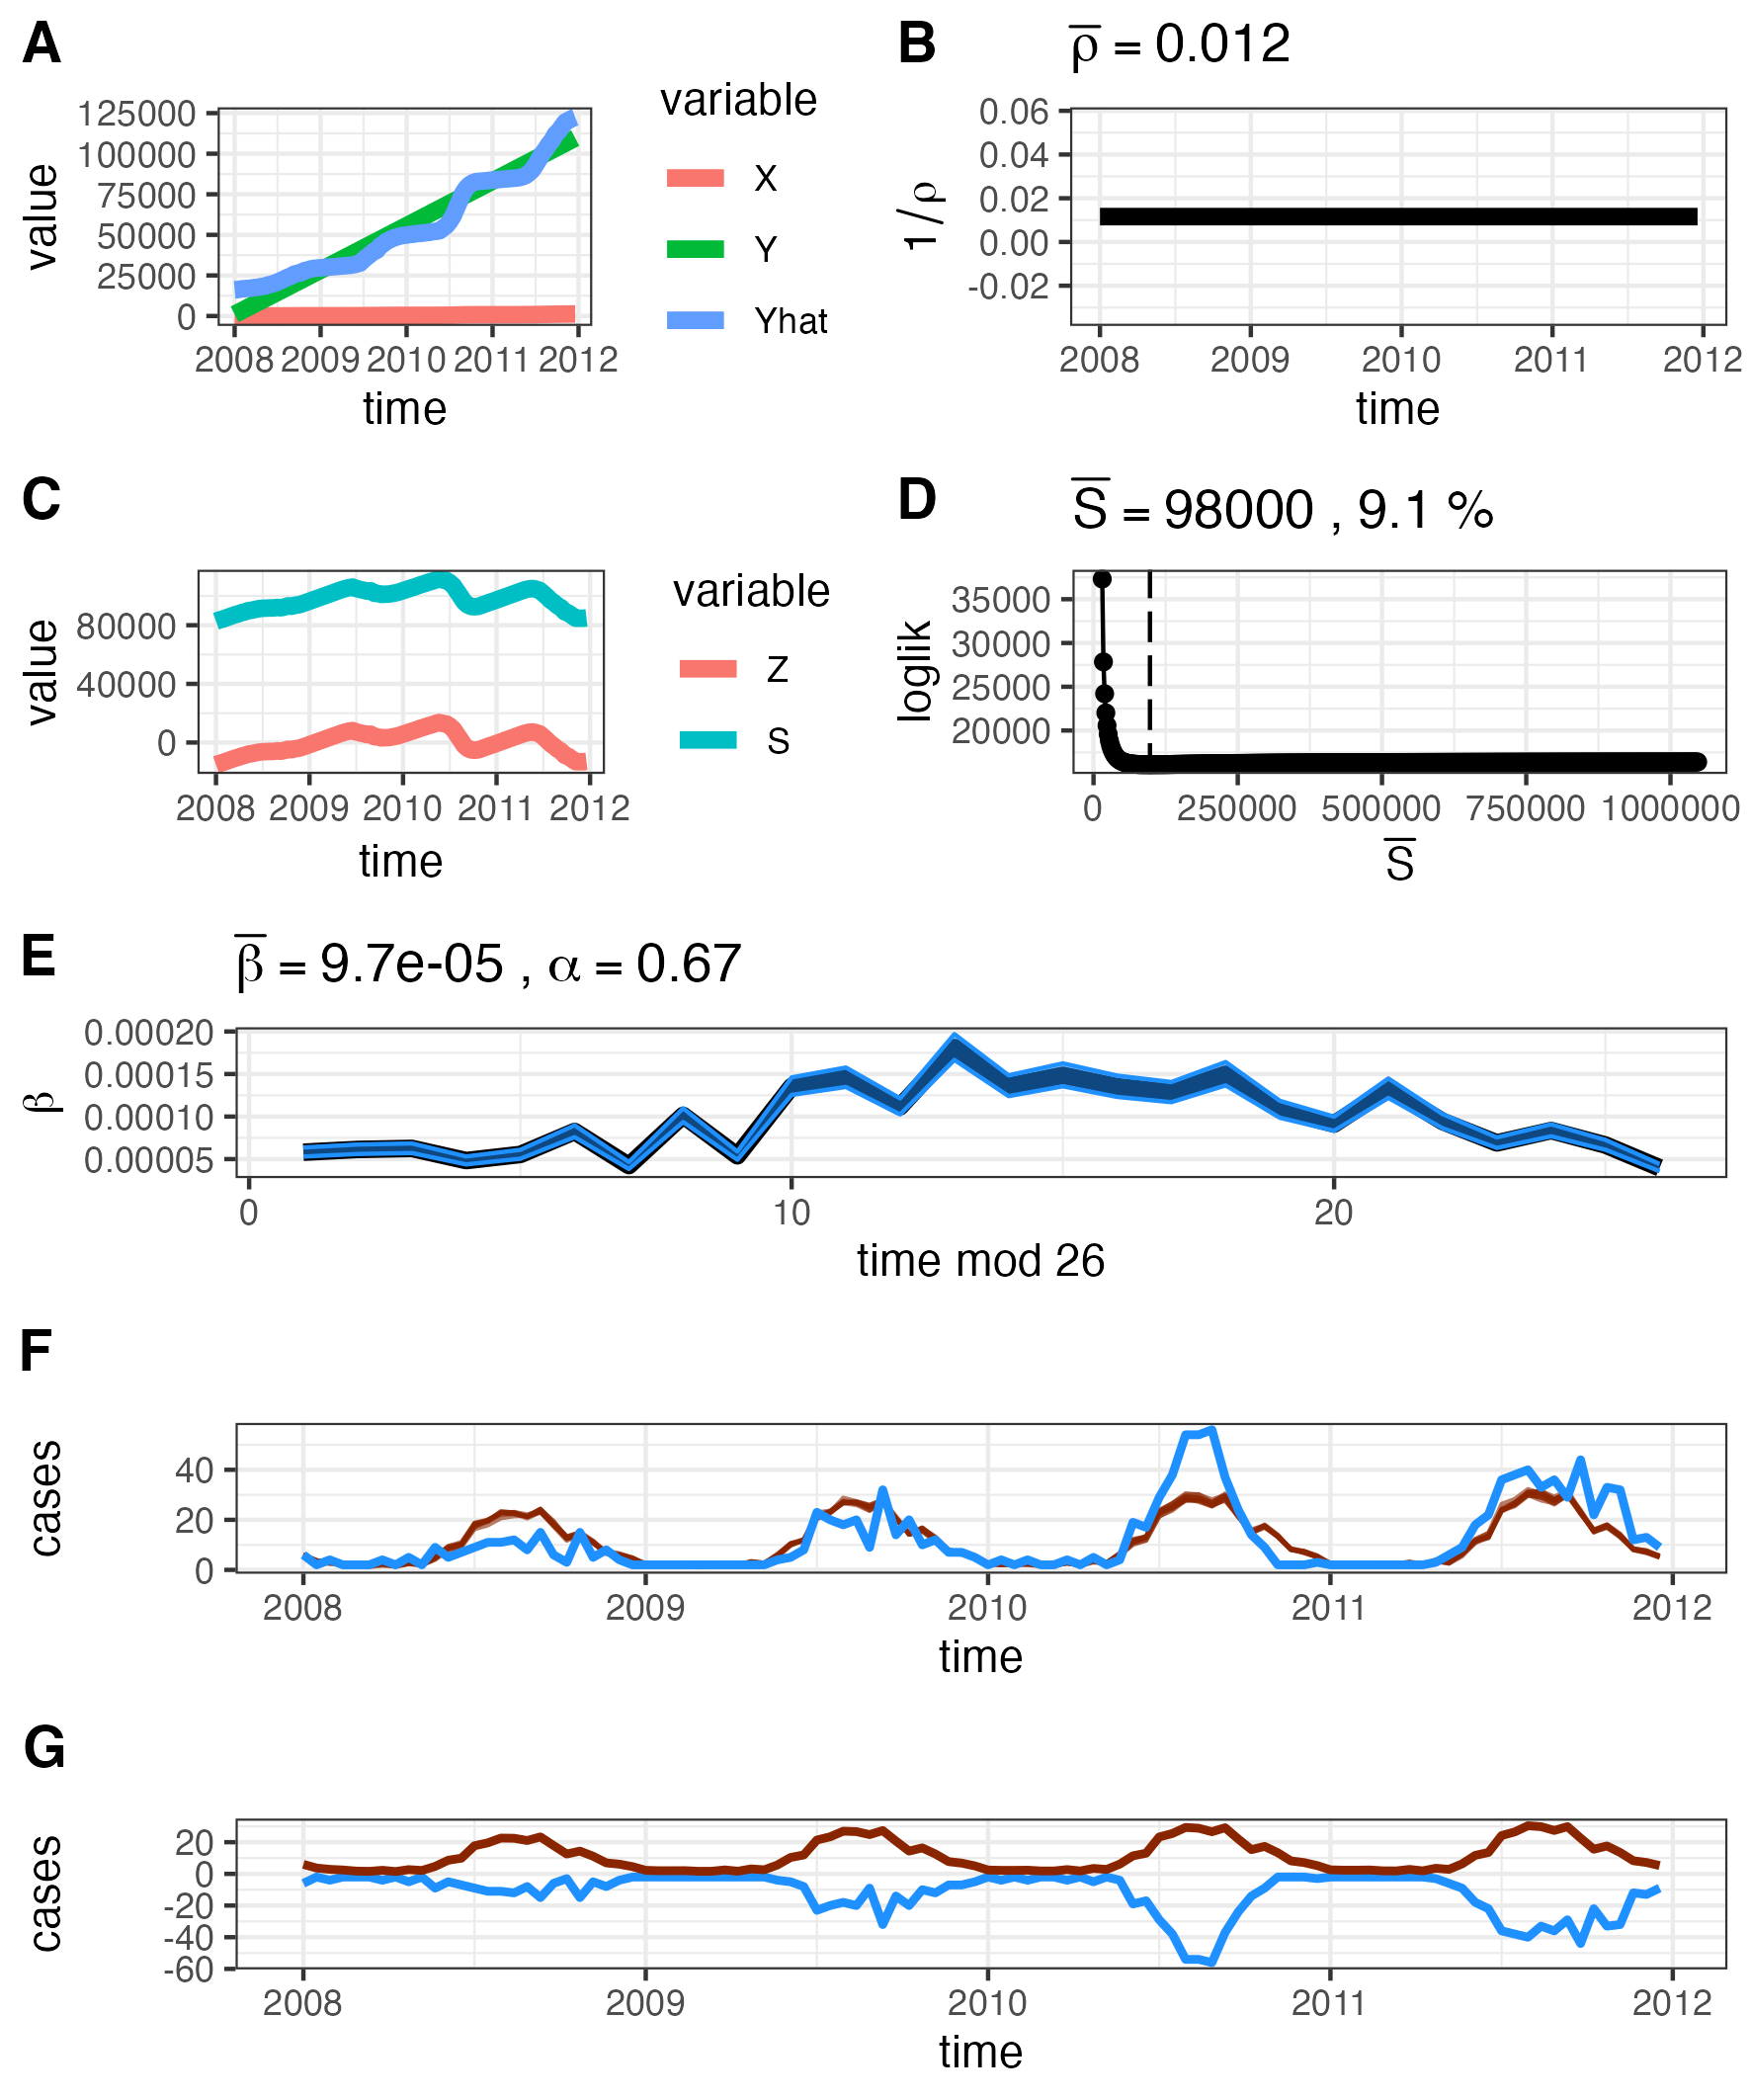 A
125000
100000
75000
50000
25000
0
value
2008 2009 2010 2011 2012
time
variable
X
Y
Yhat
B
ρ̅ = 0.012
0.06
0.04
0.02
0.00
-0.02
1/ρ
2008 2009 2010 2011 2012
time
C
80000
40000
0
value
2008 2009 2010 2011 2012
time
variable
Z
S
D
S̅ = 98000 , 9.1 %
35000
30000
25000
20000
loglik
0 250000 500000 750000 1000000
S̅
E
β̅ = 9.7e-05 , α = 0.67
0.00020
0.00015
0.00010
0.00005
β
0 10 20
time mod 26
F
40
20
0
cases
2008 2009 2010 2011 2012
time
G
20
0
-20
-40
-60
cases
2008 2009 2010 2011 2012
time